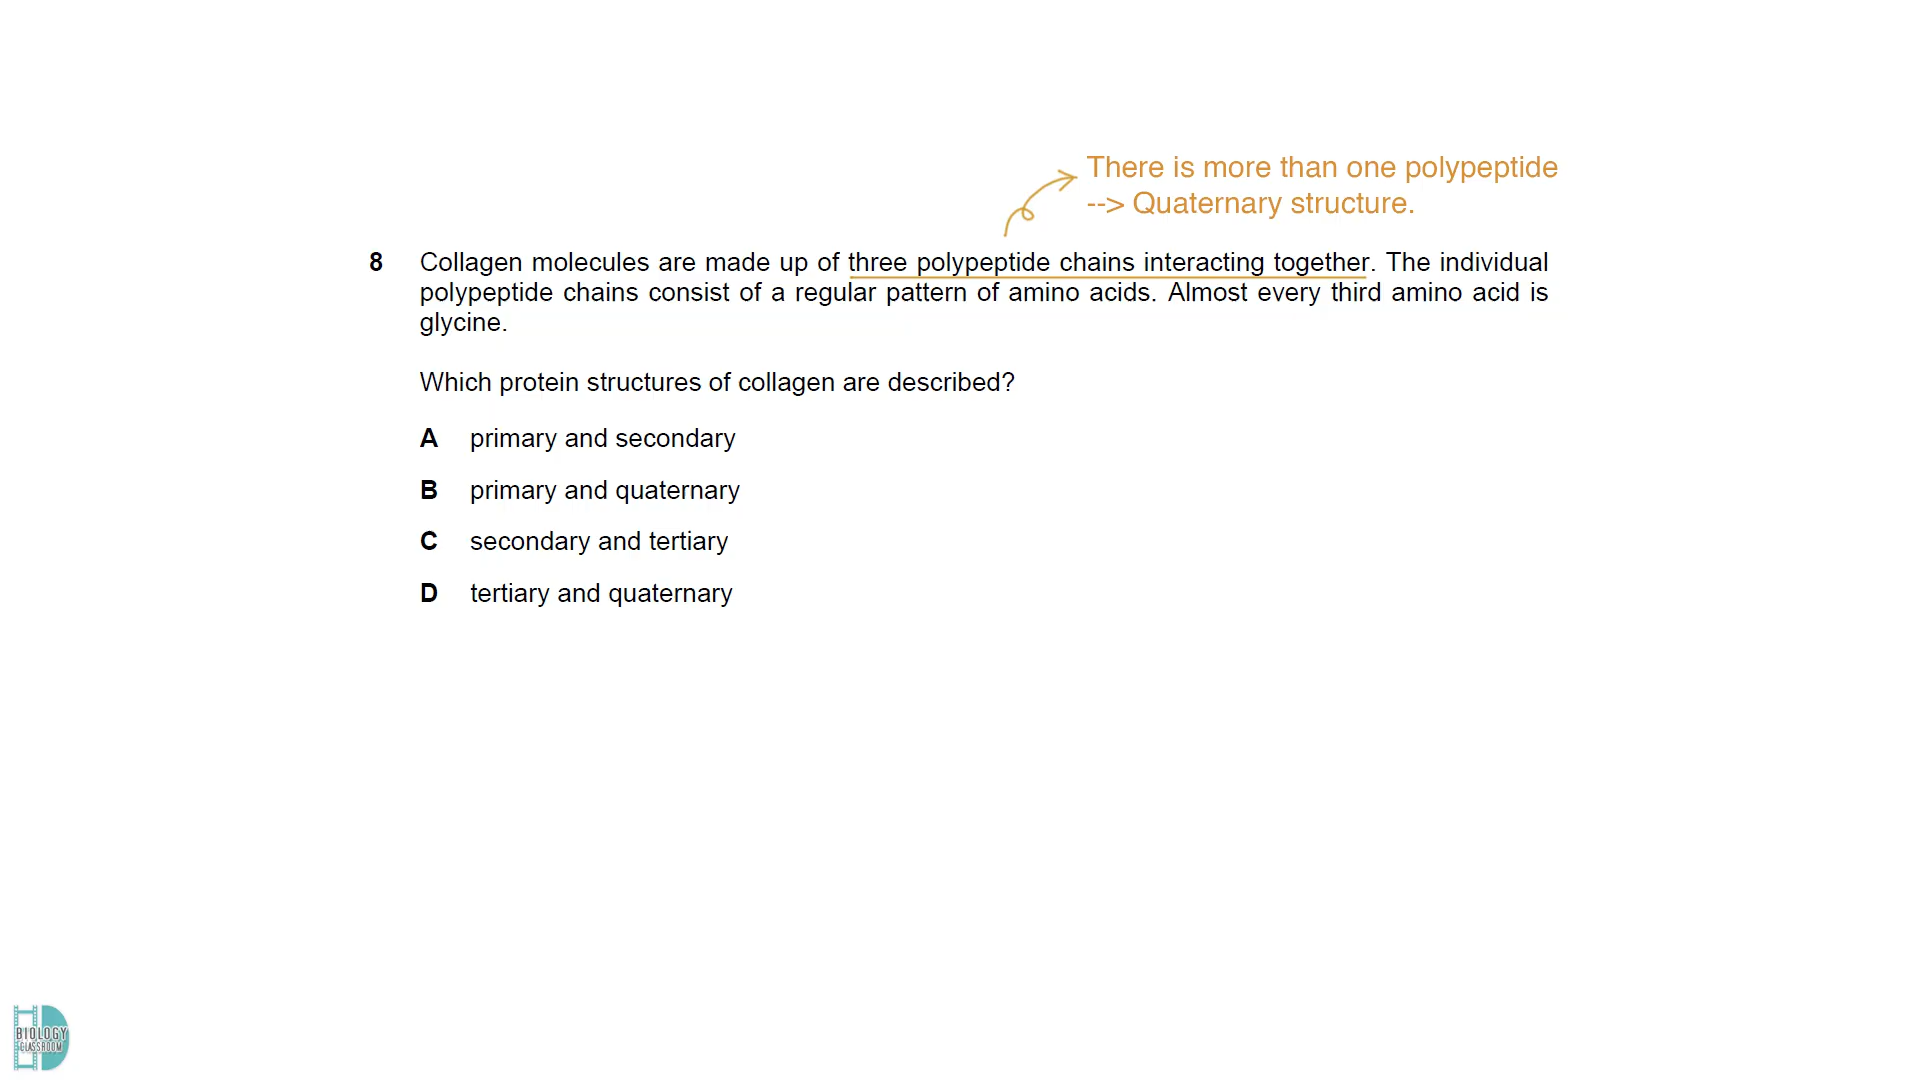 There is more than one polypeptide
--> Quaternary structure.
8 Collagen molecules are made up of three polypeptide chains interacting together. The individual
polypeptide chains consist of a regular pattern of amino acids. Almost every third amino acid is
glycine.
Which protein structures of collagen are described?
A primary and secondary
B primary and quaternary
C secondary and tertiary
D tertiary and quaternary
BIOLOGY
CLASSROOM